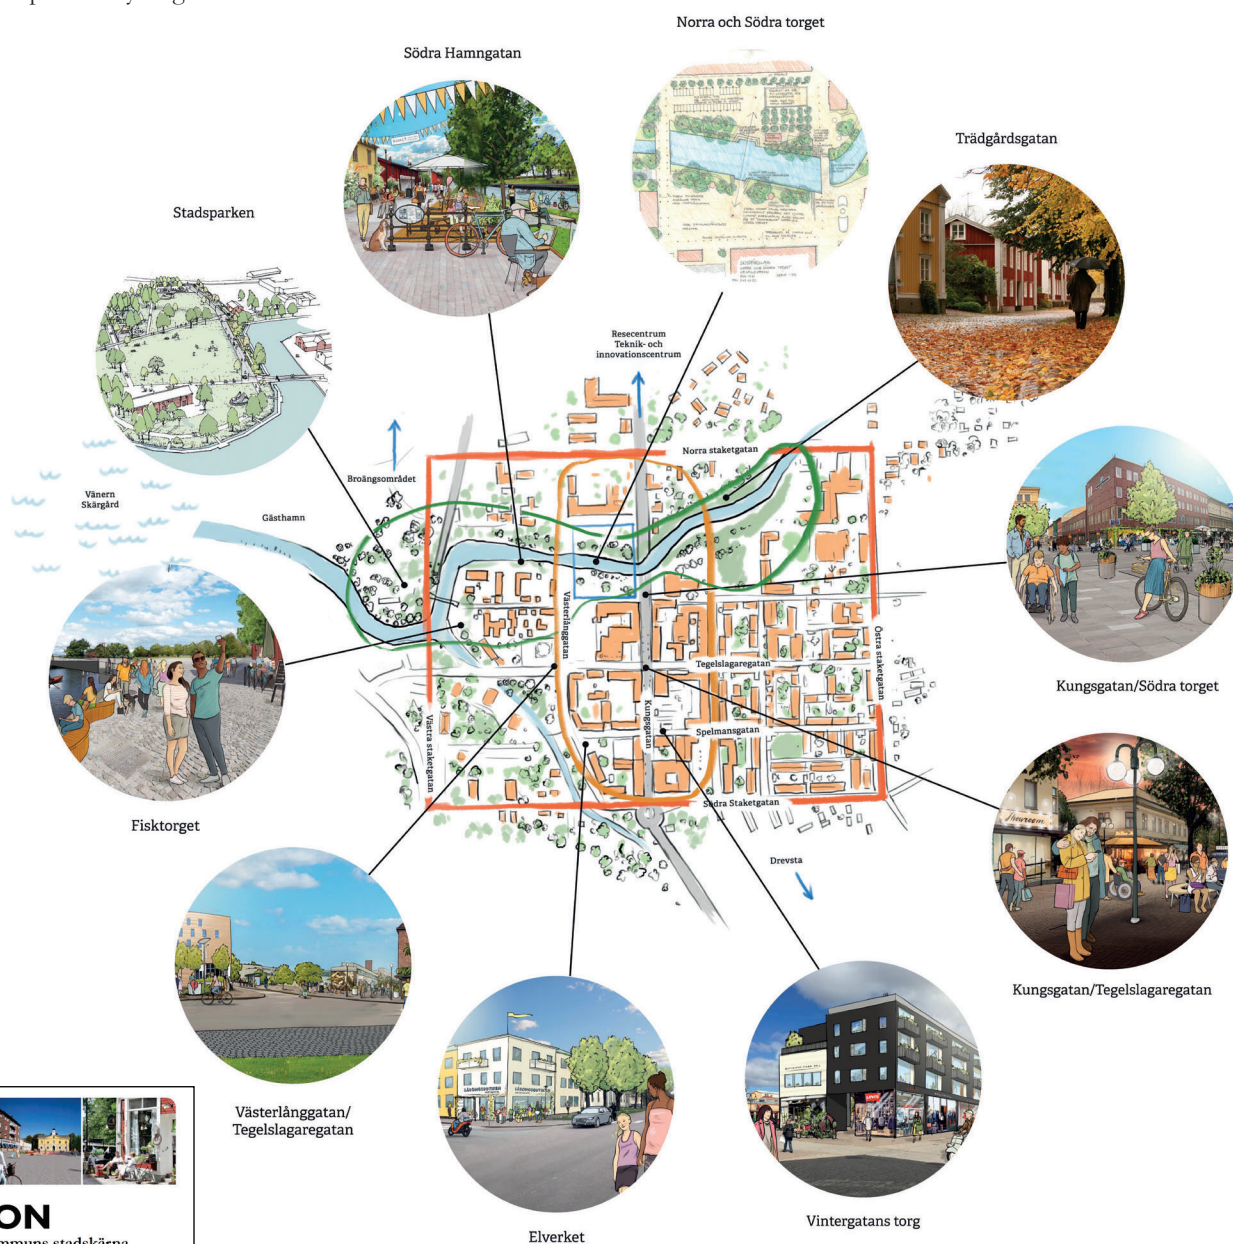 Norra och Södra torget
Södra Hamngatan
Trädgårdsgatan
Stadsparken
Resecentrum
Teknik- och
innovationscentrum
Norra staketgatan
Broängsområdet
Vänern
Skärgård
Gästhamn
Västerlånggatan
Östra staketgatan
Tegelslagaregatan
Kungsgatan/Södra torget
Kungsgatan
Spelmansgatan
Västra staketgatan
Södra Staketgatan
Fisktorget
Drevsta
Kungsgatan/Tegelslagaregatan
Västerlånggatan/
Tegelslagaregatan
Vintergatans torg
Elverket
ON
mmuns stadskärna